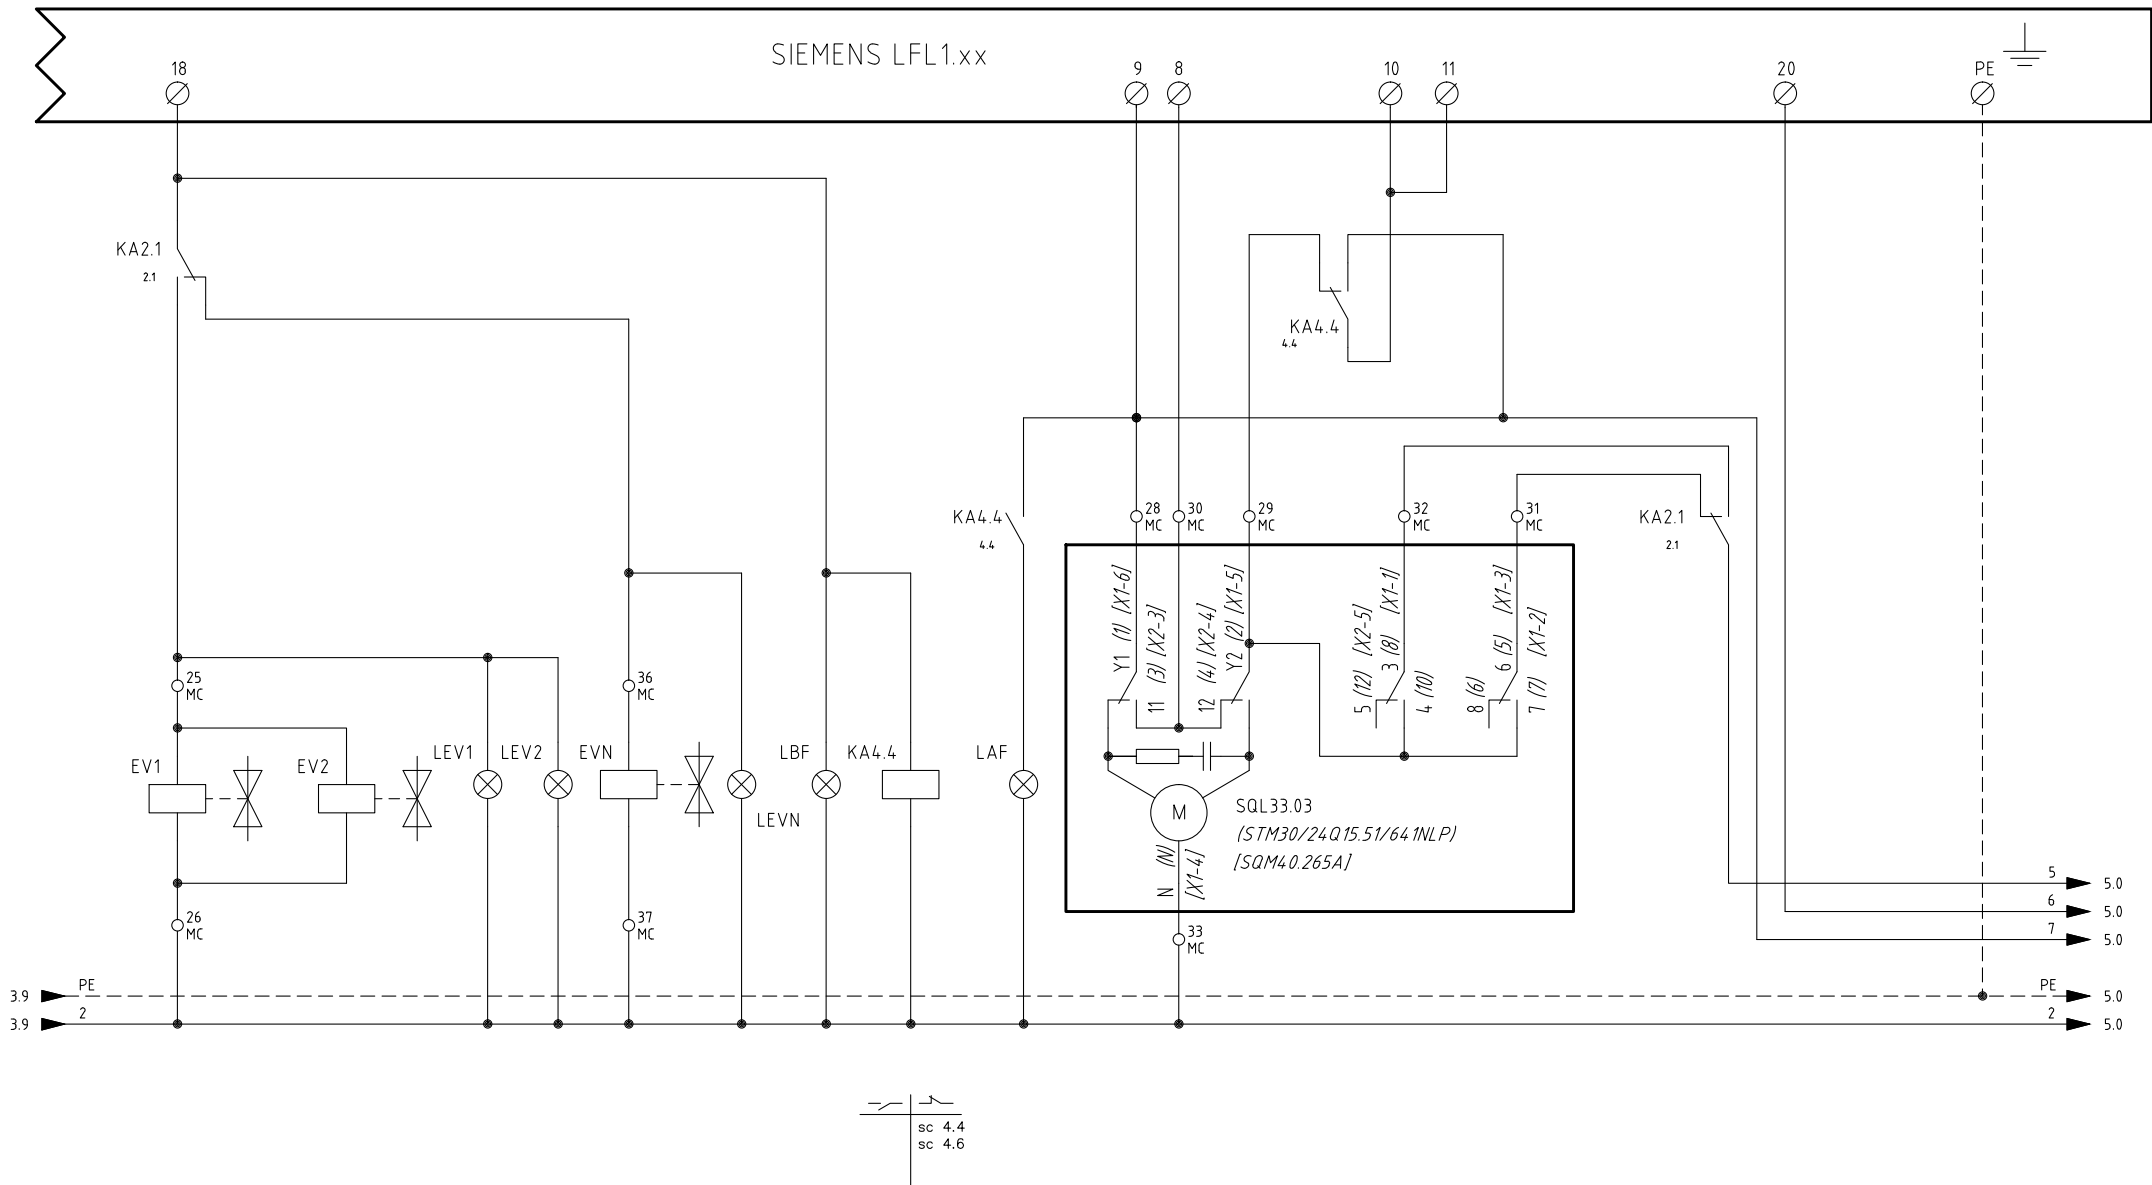 SIEMENS LFL1.xx
18
9
8
10
11
20
PE
KA2.1
2.1
KA4.4
4.4
KA4.4
4.4
28
MC
30
MC
29
MC
32
MC
31
MC
KA2.1
2.1
Y1 (1) [X1-6]
11 (3) [X2-3]
12 (4) [X2-4]
Y2 (2) [X1-5]
5 (12) [X2-5]
3 (8) [X1-1]
4 (10)
8 (6)
6 (5) [X1-3]
7 (7) [X1-2]
25
MC
36
MC
EV1
EV2
LEV1
LEV2
EVN
LEVN
LBF
KA4.4
LAF
M
SQL33.03
(STM30/24Q15.51/641NLP)
[SQM40.265A]
N (N)
[X1-4]
26
MC
37
MC
33
MC
5 5.0
6 5.0
7 5.0
3.9 PE PE 5.0
3.9 2 2 5.0
sc 4.4
sc 4.6